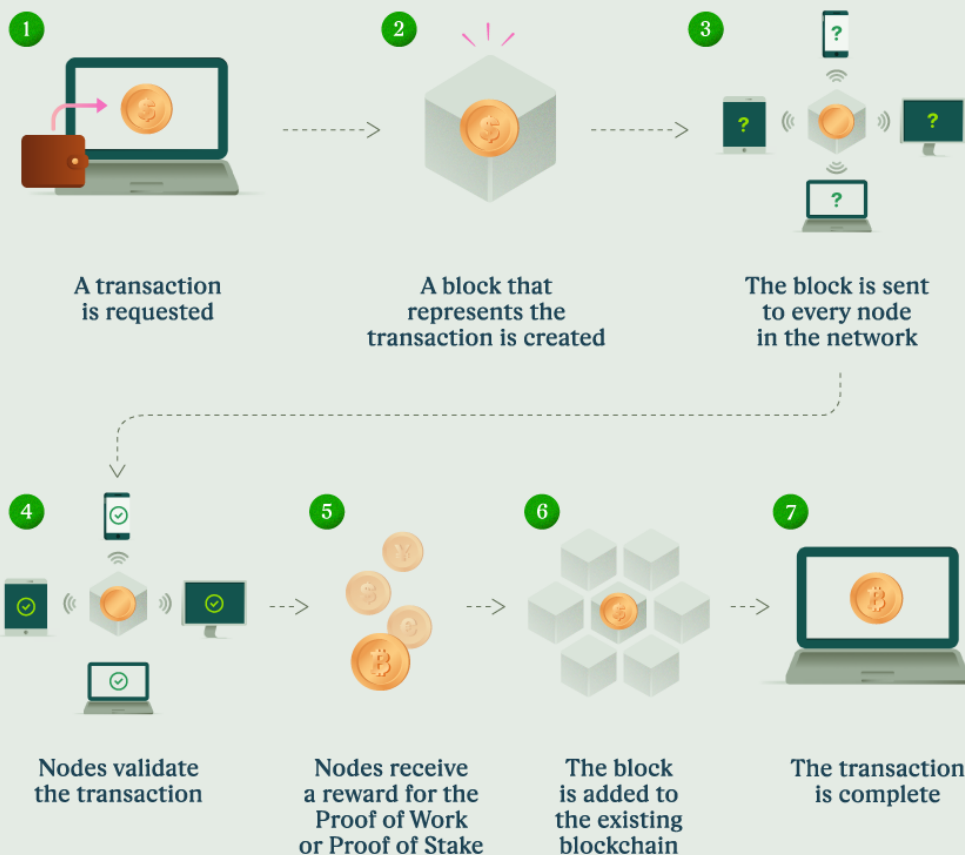 1
2
3
?
?
?
?
A transaction
is requested
A block that
represents the
transaction is created
The block is sent
to every node
in the network
4
5
6
7
Nodes validate
the transaction
Nodes receive
a reward for the
Proof of Work
or Proof of Stake
The block
is added to
the existing
blockchain
The transaction
is complete